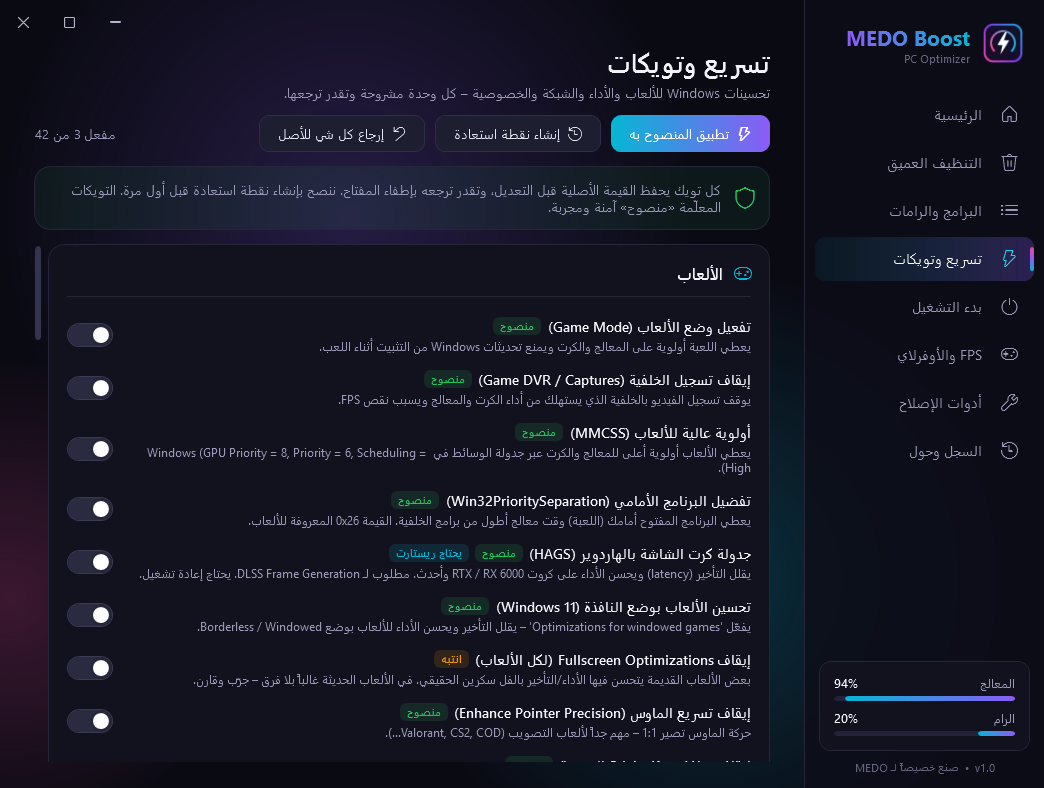 MEDO Boost
PC Optimizer
الرئيسية
التنظيف العميق
البرامج والرامات
تسريع وتويكات
بدء التشغيل
FPS والأوفرلاي
أدوات الإصلاح
السجل وحول
المعالج 94%
الرام 20%
v1.0 • صنع خصيصاً لـ MEDO
تسريع وتويكات
تحسينات Windows للألعاب والأداء والشبكة والخصوصية – كل وحدة مشروحة وتقدر ترجعها.
تطبيق المنصوح به
إنشاء نقطة استعادة
إرجاع كل شي للأصل
مفعل 3 من 42
كل تويك يحفظ القيمة الأصلية قبل التعديل، وتقدر ترجعه بإطفاء المفتاح. ننصح بإنشاء نقطة استعادة قبل أول مرة. التويكات
المعلّمة «منصوح» آمنة ومجربة.
الألعاب
تفعيل وضع الألعاب (Game Mode) منصوح
يعطي اللعبة أولوية على المعالج والكرت ويمنع تحديثات Windows من التثبيت أثناء اللعب.
إيقاف تسجيل الخلفية (Game DVR / Captures) منصوح
يوقف تسجيل الفيديو بالخلفية الذي يستهلك من أداء الكرت والمعالج ويسبب نقص FPS.
أولوية عالية للألعاب (MMCSS) منصوح
يعطي الألعاب أولوية أعلى للمعالج والكرت عبر جدولة الوسائط في Windows (GPU Priority = 8, Priority = 6, Scheduling =
High).
تفضيل البرنامج الأمامي (Win32PrioritySeparation) منصوح
يعطي البرنامج المفتوح أمامك (اللعبة) وقت معالج أطول من برامج الخلفية. القيمة 0x26 المعروفة للألعاب.
جدولة كرت الشاشة بالهاردوير (HAGS) منصوح يحتاج ريستارت
يقلل التأخير (latency) ويحسن الأداء على كروت RTX / RX 6000 وأحدث. مطلوب لـ DLSS Frame Generation. يحتاج إعادة تشغيل.
تحسين الألعاب بوضع النافذة (Windows 11) منصوح
يفعّل 'Optimizations for windowed games' – يقلل التأخير ويحسن الأداء للألعاب بوضع Borderless / Windowed.
إيقاف Fullscreen Optimizations (لكل الألعاب) انتبه
بعض الألعاب القديمة يتحسن فيها الأداء/التأخير بالفل سكرين الحقيقي. في الألعاب الحديثة غالباً بلا فرق – جرّب وقارن.
إيقاف تسريع الماوس (Enhance Pointer Precision) منصوح
حركة الماوس تصير 1:1 – مهم جداً لألعاب التصويب (Valorant, CS2, COD...).